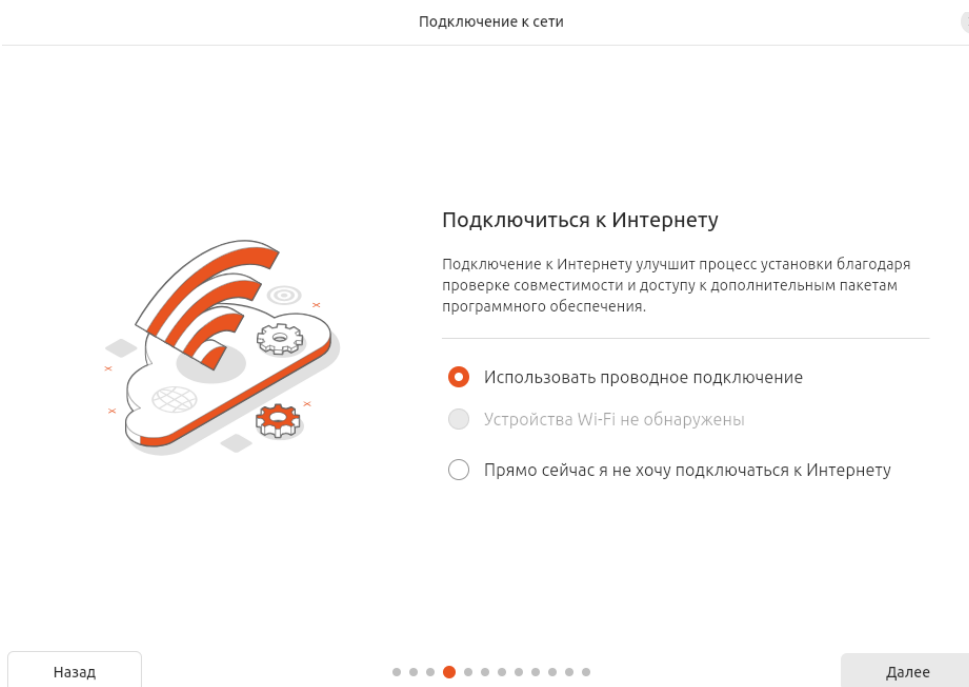 Подключение к сети
Подключиться к Интернету
Подключение к Интернету улучшит процесс установки благодаря
проверке совместимости и доступу к дополнительным пакетам
программного обеспечения.
Использовать проводное подключение
Устройства Wi-Fi не обнаружены
Прямо сейчас я не хочу подключаться к Интернету
Назад
Далее